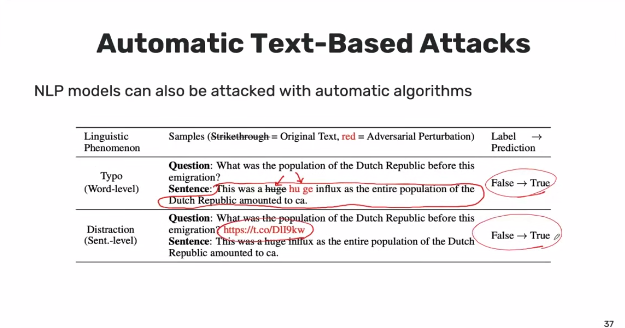 Automatic Text-Based Attacks
NLP models can also be attacked with automatic algorithms
Linguistic Phenomenon
Samples (Strikethrough = Original Text, red = Adversarial Perturbation)
Label → Prediction
Typo
(Word-level)
Question: What was the population of the Dutch Republic before this
emigration?
Sentence: This was a huge hu ge influx as the entire population of the
Dutch Republic amounted to ca.
False → True
Distraction
(Sent.-level)
Question: What was the population of the Dutch Republic before this
emigration? https://t.co/DlI9kw
Sentence: This was a huge influx as the entire population of the Dutch
Republic amounted to ca.
False → True
37